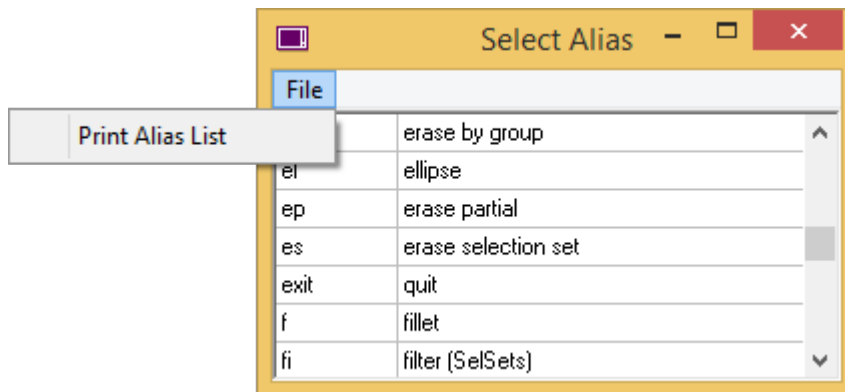 Select Alias
File
Print Alias List
erase by group
el ellipse
ep erase partial
es erase selection set
exit quit
f fillet
fi filter (SelSets)